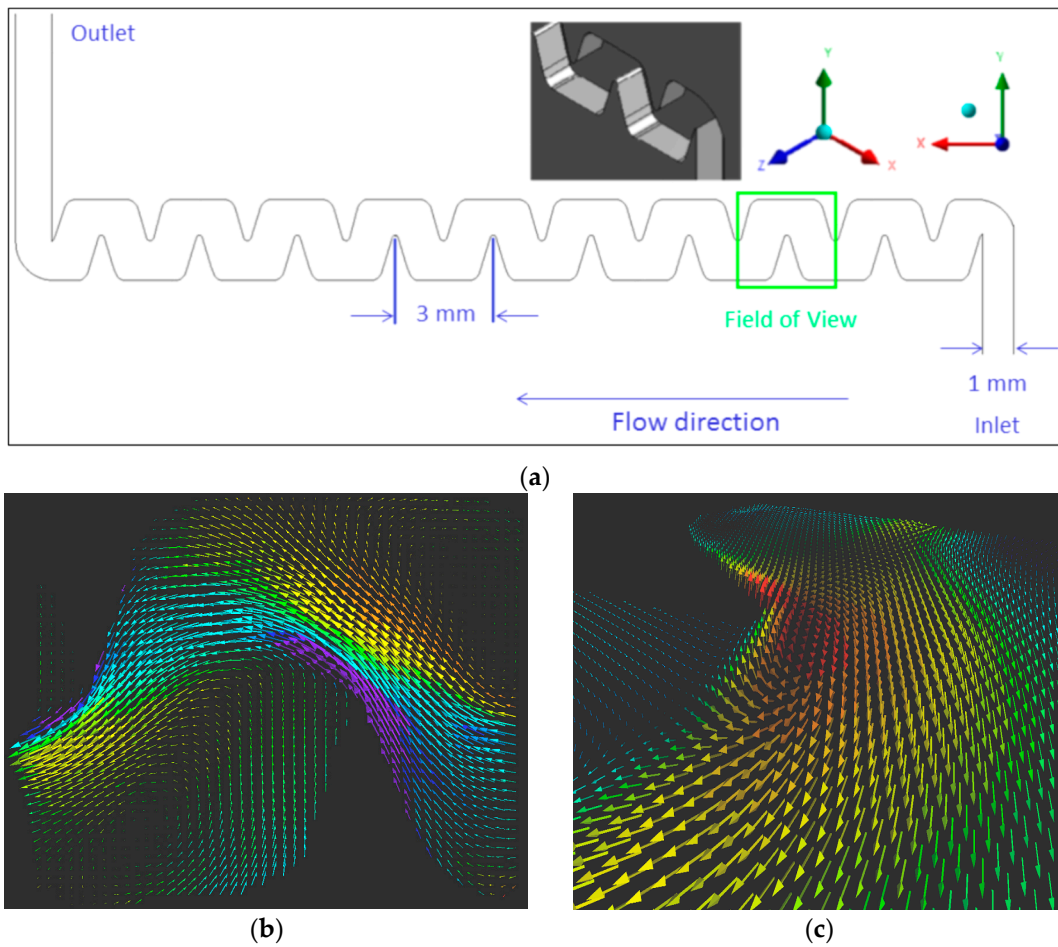 Outlet
Y
Z
X
Y
X
3 mm
Field of View
1 mm
Flow direction
Inlet
(a)
(b)
(c)